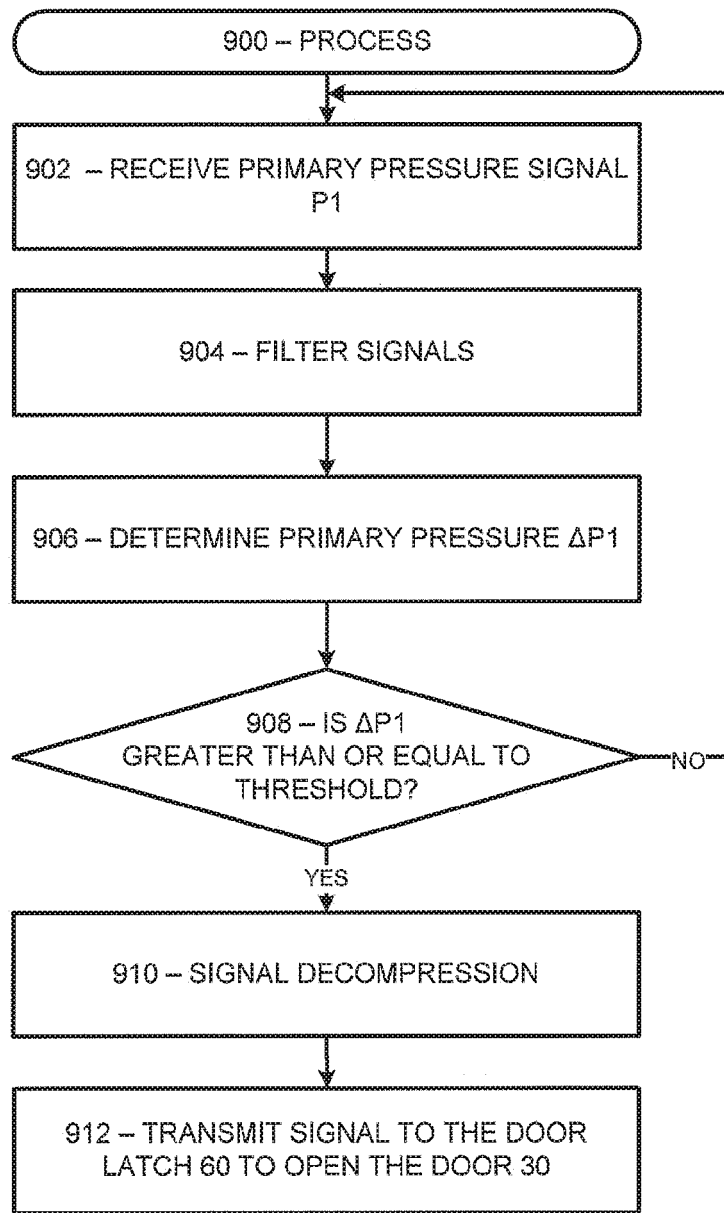 900 – PROCESS
902 – RECEIVE PRIMARY PRESSURE SIGNAL
P1
904 – FILTER SIGNALS
906 – DETERMINE PRIMARY PRESSURE ΔP1
908 – IS ΔP1
GREATER THAN OR EQUAL TO
THRESHOLD?
NO
YES
910 – SIGNAL DECOMPRESSION
912 – TRANSMIT SIGNAL TO THE DOOR
LATCH 60 TO OPEN THE DOOR 30